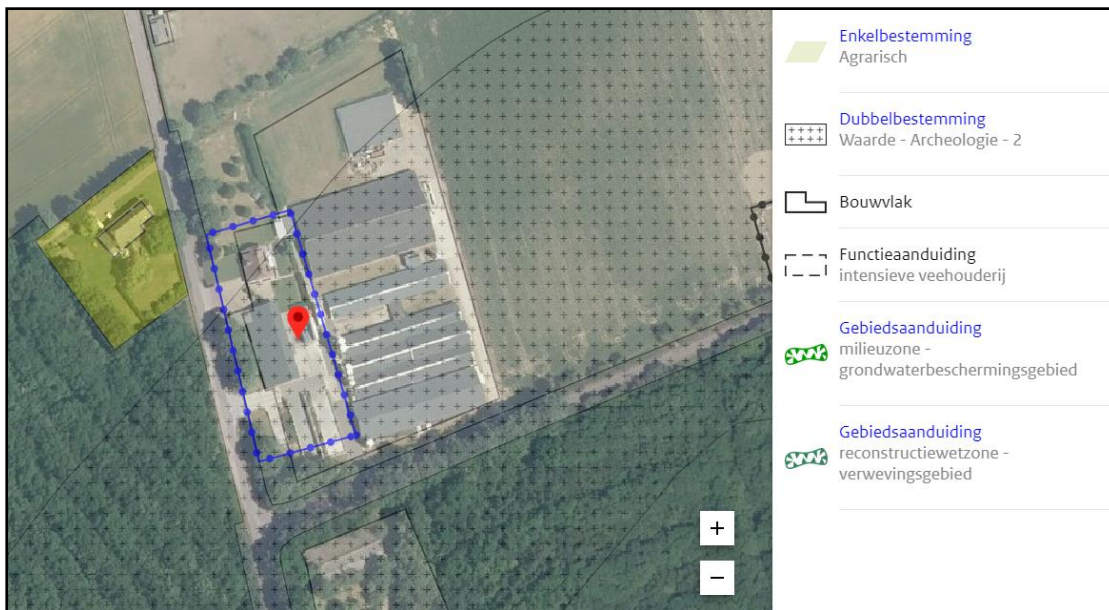 Enkelbestemming
Agrarisch
Dubbelbestemming
Waarde - Archeologie - 2
Bouwvlak
Functieaanduiding
intensieve veehouderij
Gebiedsaanduiding
milieuzone -
grondwaterbeschermingsgebied
Gebiedsaanduiding
reconstructiewetzone -
verwevingsgebied
+
−